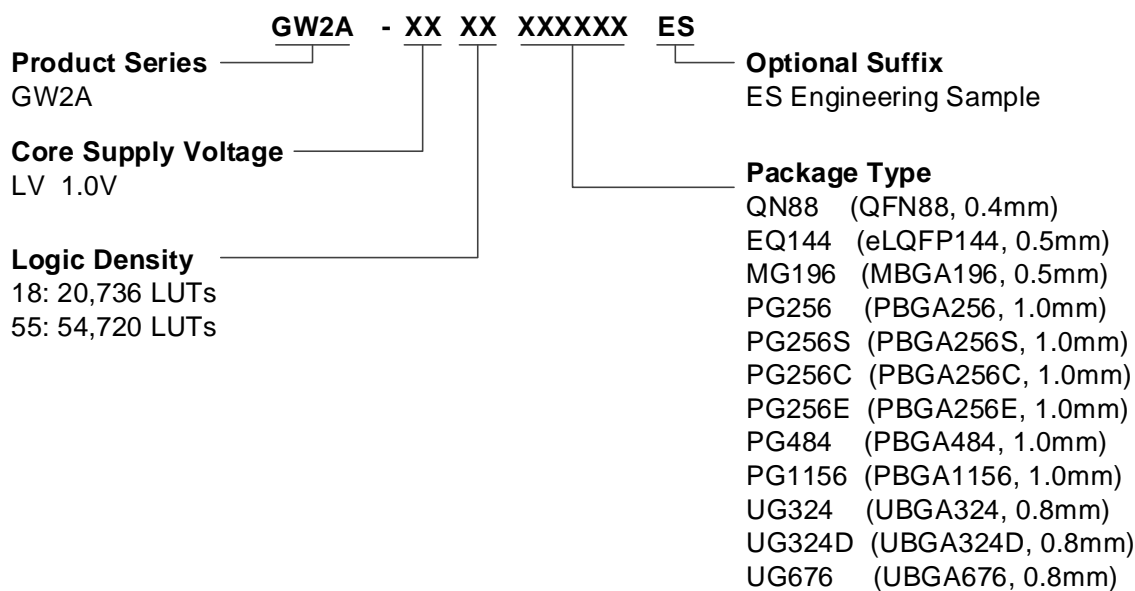 GW2A - XX XX XXXXXX ES
Product Series
GW2A
Core Supply Voltage
LV 1.0V
Logic Density
18: 20,736 LUTs
55: 54,720 LUTs
Optional Suffix
ES Engineering Sample
Package Type
QN88 (QFN88, 0.4mm)
EQ144 (eLQFP144, 0.5mm)
MG196 (MBGA196, 0.5mm)
PG256 (PBGA256, 1.0mm)
PG256S (PBGA256S, 1.0mm)
PG256C (PBGA256C, 1.0mm)
PG256E (PBGA256E, 1.0mm)
PG484 (PBGA484, 1.0mm)
PG1156 (PBGA1156, 1.0mm)
UG324 (UBGA324, 0.8mm)
UG324D (UBGA324D, 0.8mm)
UG676 (UBGA676, 0.8mm)